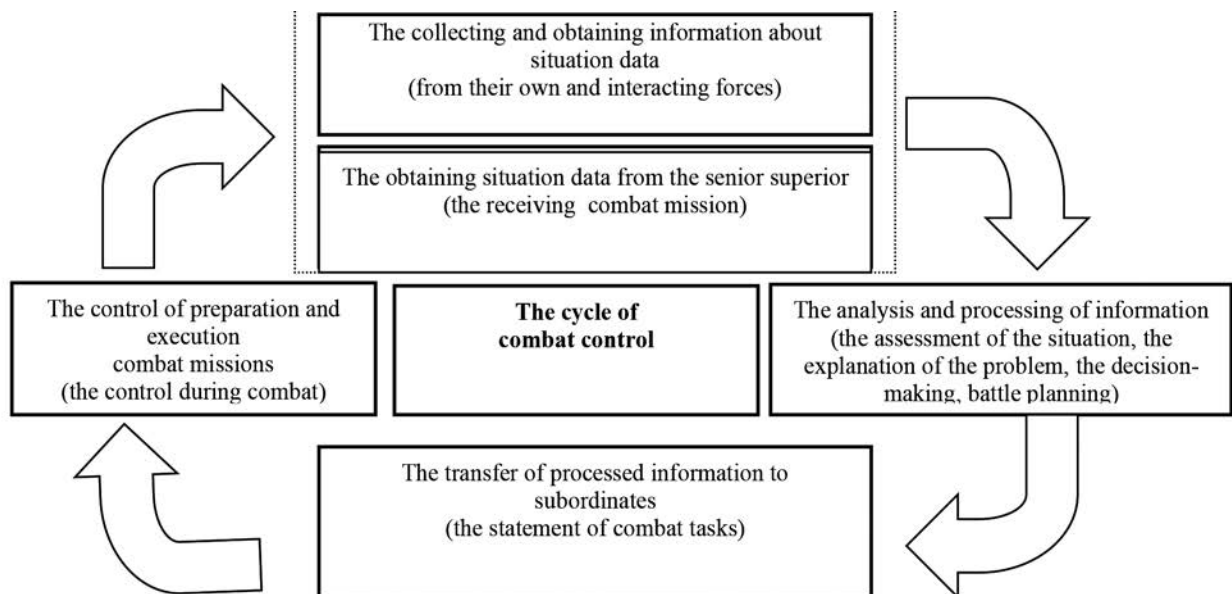 The collecting and obtaining information about
situation data
(from their own and interacting forces)
The obtaining situation data from the senior superior
(the receiving combat mission)
The control of preparation and
execution
combat missions
(the control during combat)
The cycle of
combat control
The analysis and processing of information
(the assessment of the situation, the
explanation of the problem, the decision-
making, battle planning)
The transfer of processed information to
subordinates
(the statement of combat tasks)